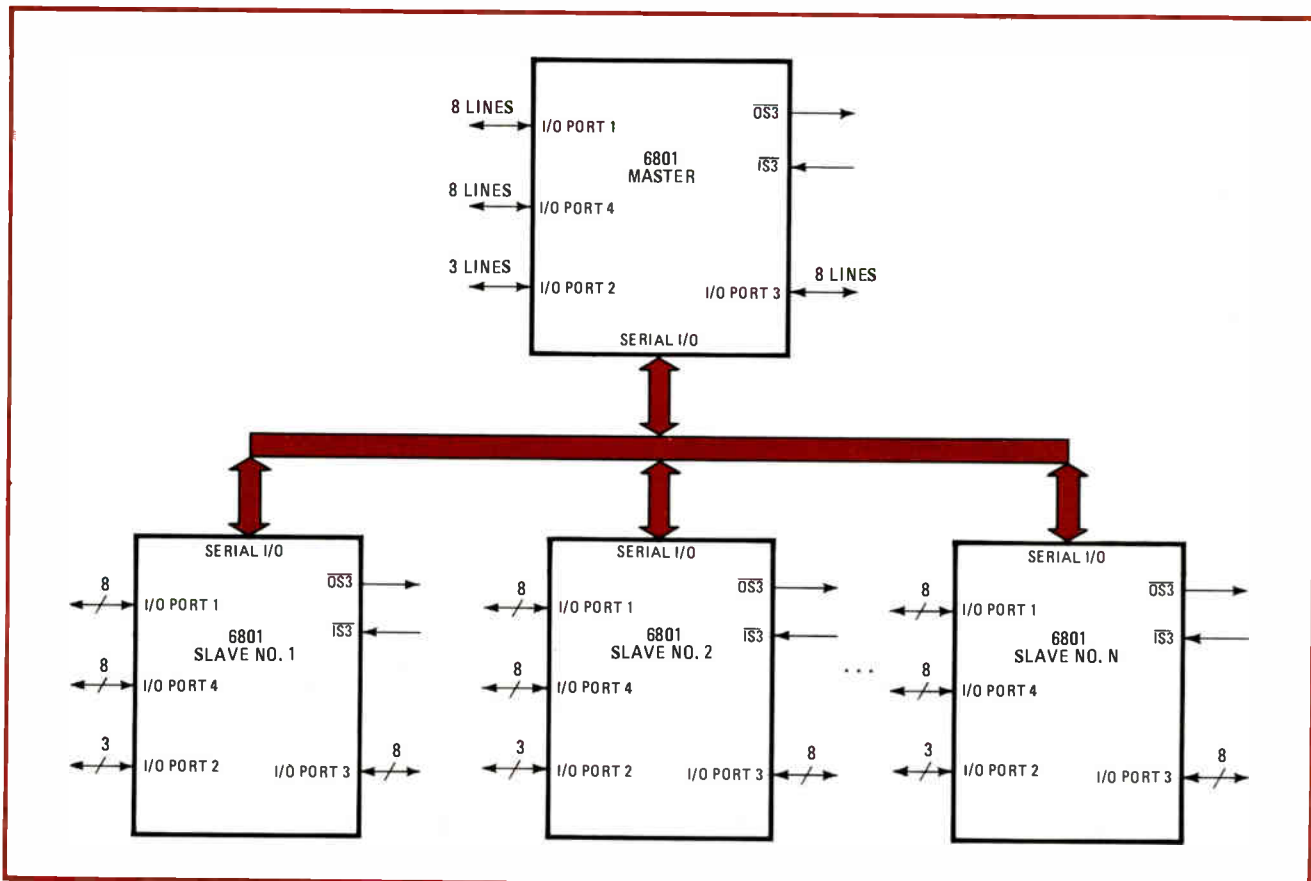 8 LINES
I/O PORT 1
OS3
6801
MASTER
IS3
8 LINES
I/O PORT 4
3 LINES
I/O PORT 2
8 LINES
I/O PORT 3
SERIAL I/O
SERIAL I/O
8
I/O PORT 1
OS3
IS3
6801
SLAVE NO. 1
8
I/O PORT 4
3
I/O PORT 2
8
I/O PORT 3
SERIAL I/O
8
I/O PORT 1
OS3
IS3
6801
SLAVE NO. 2
8
I/O PORT 4
3
I/O PORT 2
8
I/O PORT 3
...
SERIAL I/O
8
I/O PORT 1
OS3
IS3
6801
SLAVE NO. N
8
I/O PORT 4
3
I/O PORT 2
8
I/O PORT 3